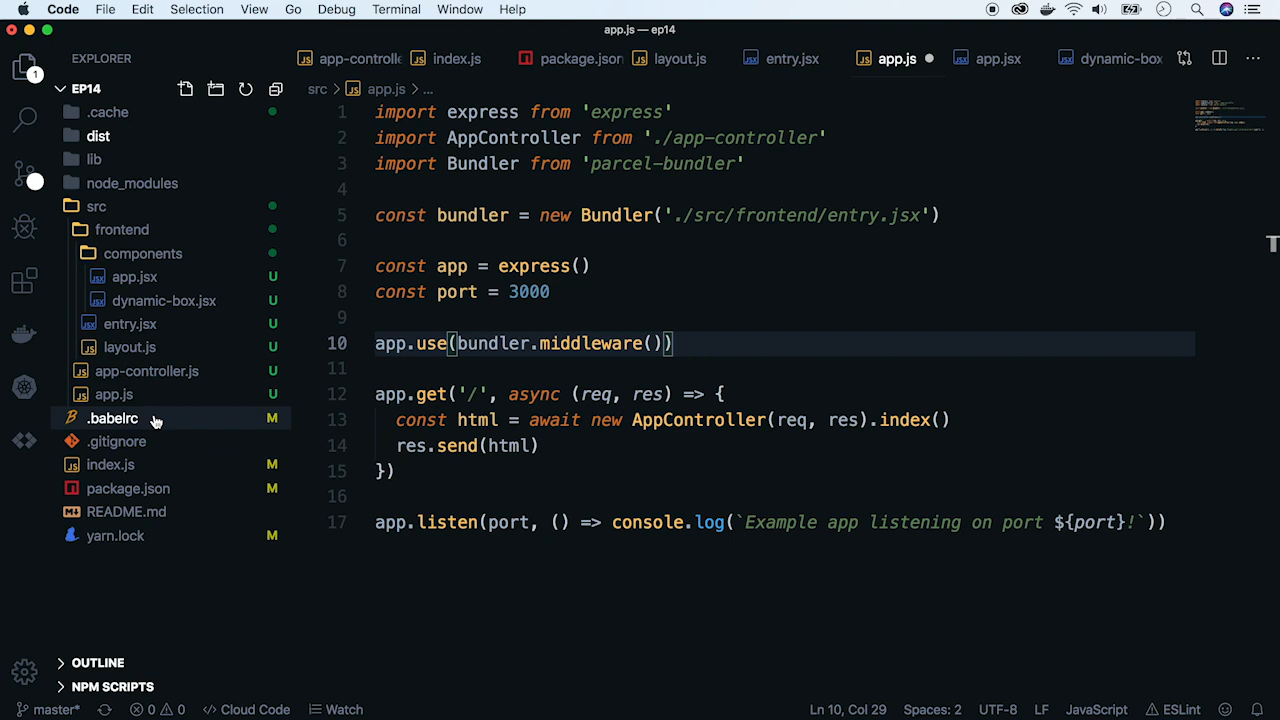 Code File Edit Selection View Go Debug Terminal Window Help
app.js — ep14
EXPLORER
app-controlle index.js package.json layout.js entry.jsx app.js app.jsx dynamic-box
1
EP14
src > app.js > ...
.cache
dist
lib
node_modules
src
frontend
components
app.jsx U
dynamic-box.jsx U
entry.jsx U
layout.js U
app-controller.js U
app.js U
.babelrc M
.gitignore
index.js M
package.json M
README.md
yarn.lock M
1 import express from 'express'
2 import AppController from './app-controller'
3 import Bundler from 'parcel-bundler'
4
5 const bundler = new Bundler('./src/frontend/entry.jsx')
6
7 const app = express()
8 const port = 3000
9
10 app.use(bundler.middleware())
11
12 app.get('/', async (req, res) => {
13 const html = await new AppController(req, res).index()
14 res.send(html)
15 })
16
17 app.listen(port, () => console.log(`Example app listening on port ${port}!`))
OUTLINE
NPM SCRIPTS
master* 0 0 Cloud Code Watch Ln 10, Col 29 Spaces: 2 UTF-8 LF JavaScript ESLint